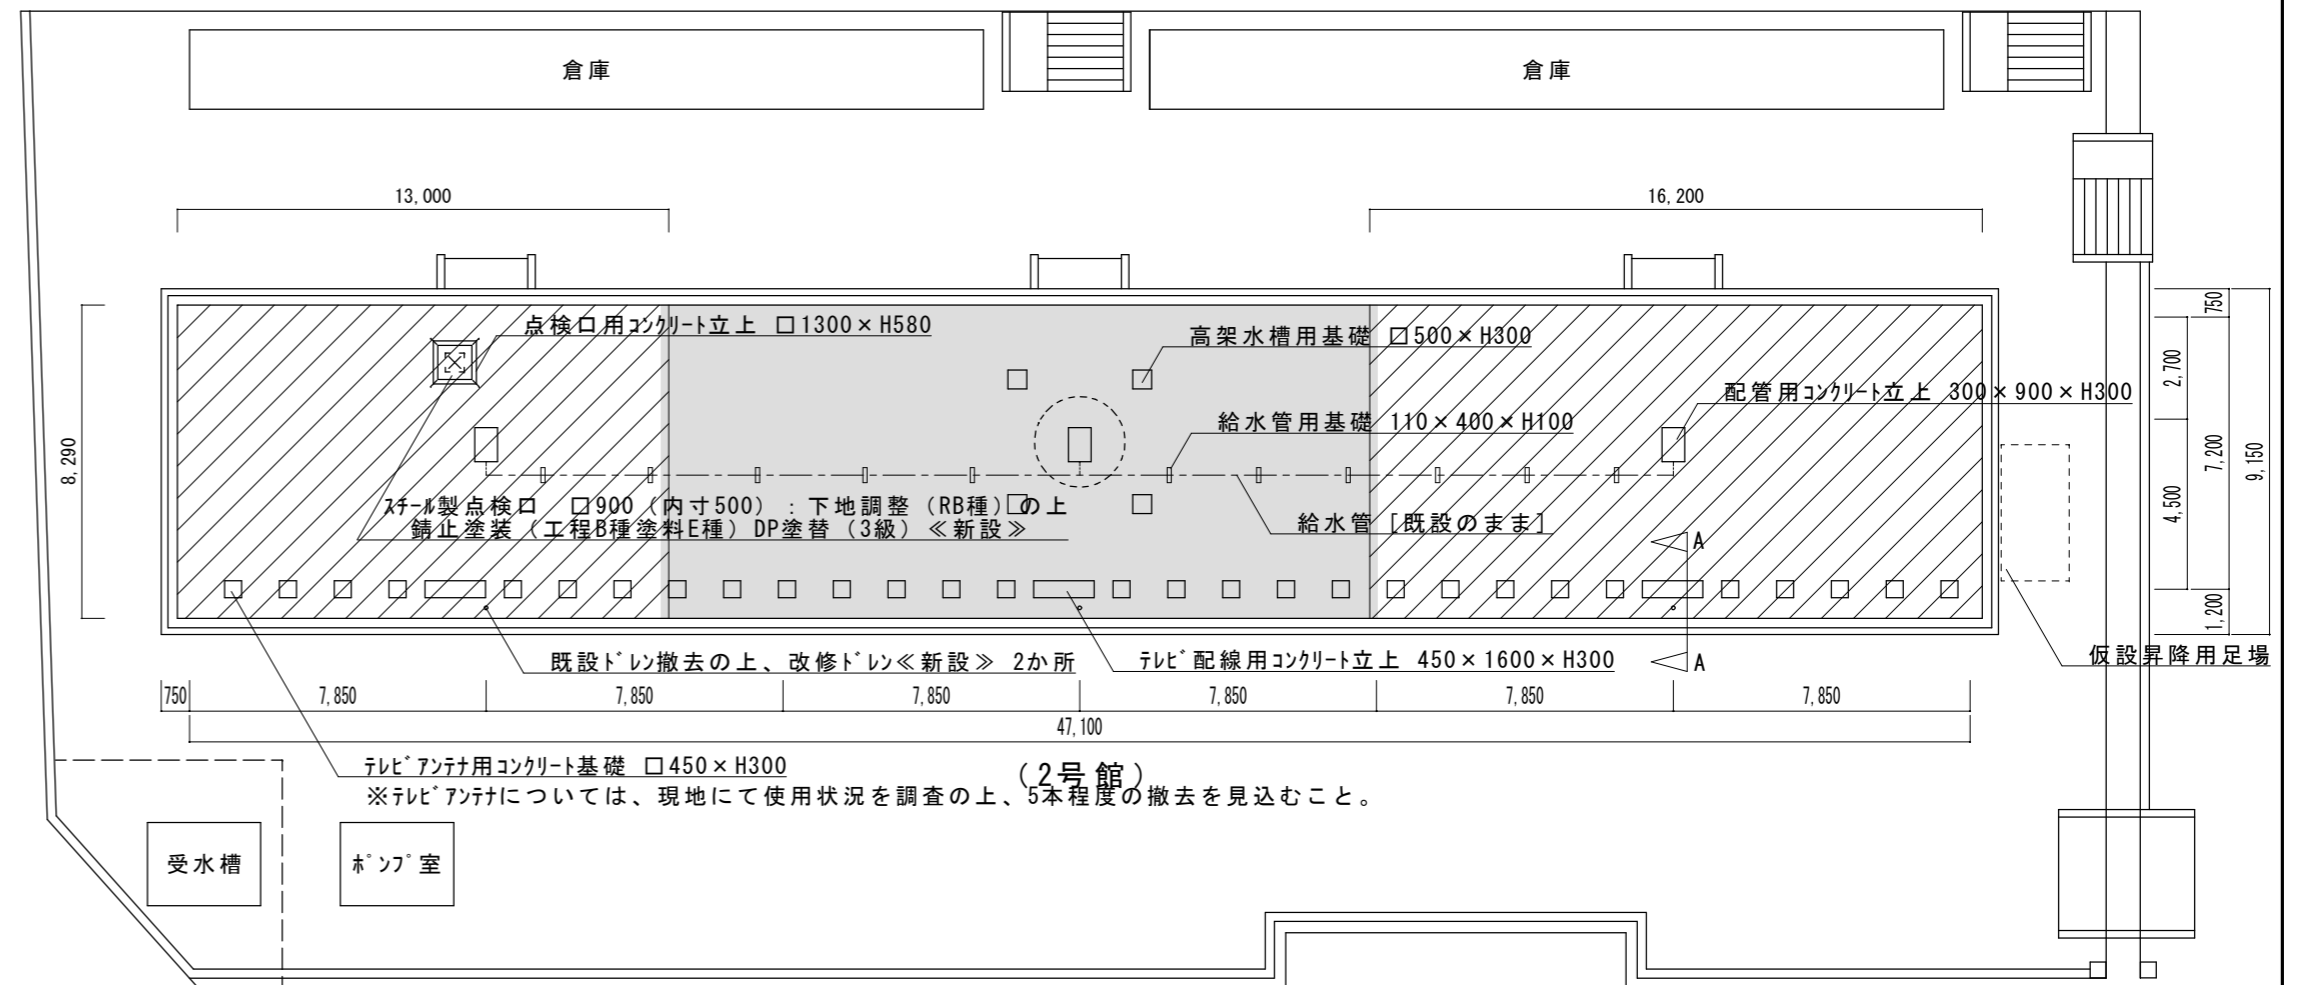 倉庫
倉庫
13,000
16,200
点検口用ｺﾝｸﾘｰﾄ立上 □1300×H580
高架水槽用基礎 □500×H300
配管用ｺﾝｸﾘｰﾄ立上 300×900×H300
給水管用基礎 110×400×H100
8,290
750
2,700
7,200
9,150
4,500
1,200
ｽﾁｰﾙ製点検口 □900（内寸500）：下地調整（RB種）の上
錆止塗装（工程B種塗料E種）DP塗替（3級）≪新設≫
給水管［既設のまま］
A
A
既設ﾄﾞﾚﾝ撤去の上、改修ﾄﾞﾚﾝ≪新設≫ 2か所
ﾃﾚﾋﾞ配線用ｺﾝｸﾘｰﾄ立上 450×1600×H300
仮設昇降用足場
750
7,850
7,850
7,850
7,850
7,850
7,850
47,100
ﾃﾚﾋﾞｱﾝﾃﾅ用ｺﾝｸﾘｰﾄ基礎 □450×H300
（2号館）
※ﾃﾚﾋﾞｱﾝﾃﾅについては、現地にて使用状況を調査の上、5本程度の撤去を見込むこと。
受水槽
ﾎﾟﾝﾌﾟ室